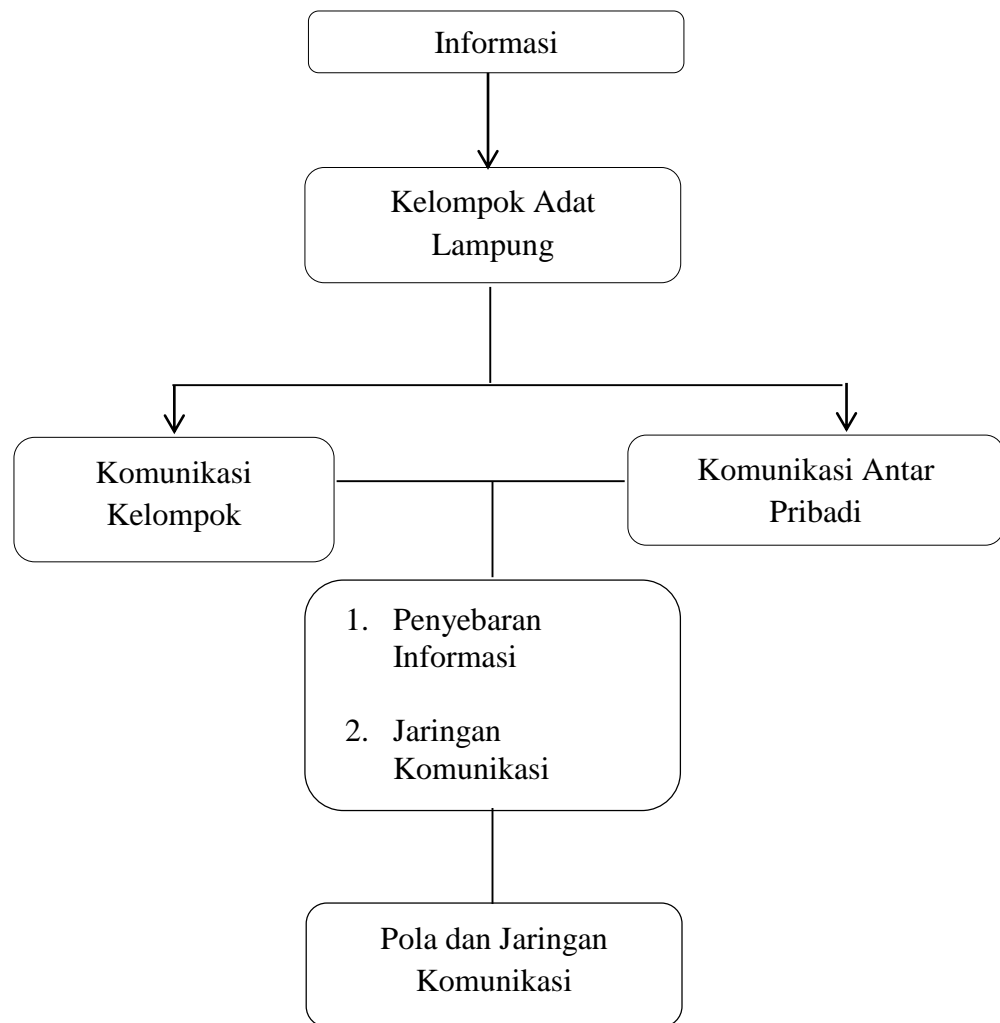 Informasi
Kelompok Adat
Lampung
Komunikasi
Kelompok
Komunikasi Antar
Pribadi
1. Penyebaran
Informasi
2. Jaringan
Komunikasi
Pola dan Jaringan
Komunikasi